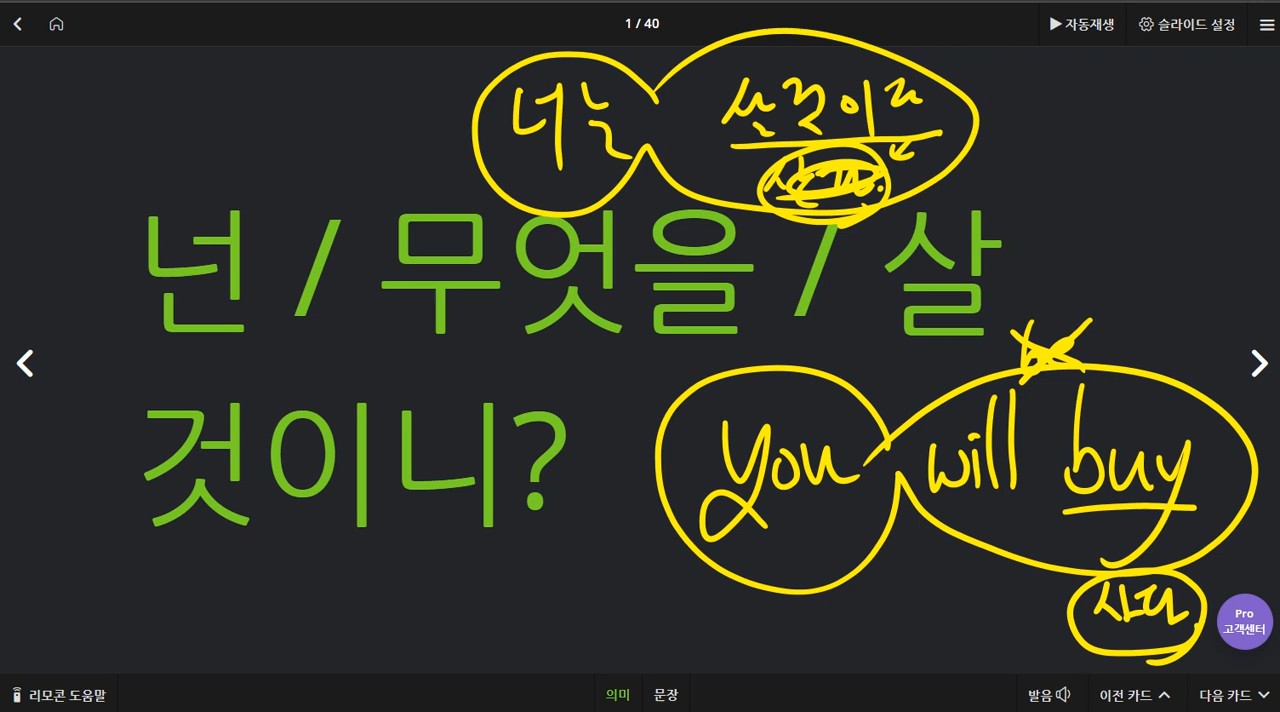 1 / 40
자동재생
슬라이드 설정
너는
넌 / 무엇을 / 살
것이니?
you will buy
사다
Pro
고객센터
리모콘 도움말
의미
문장
발음
이전 카드
다음 카드